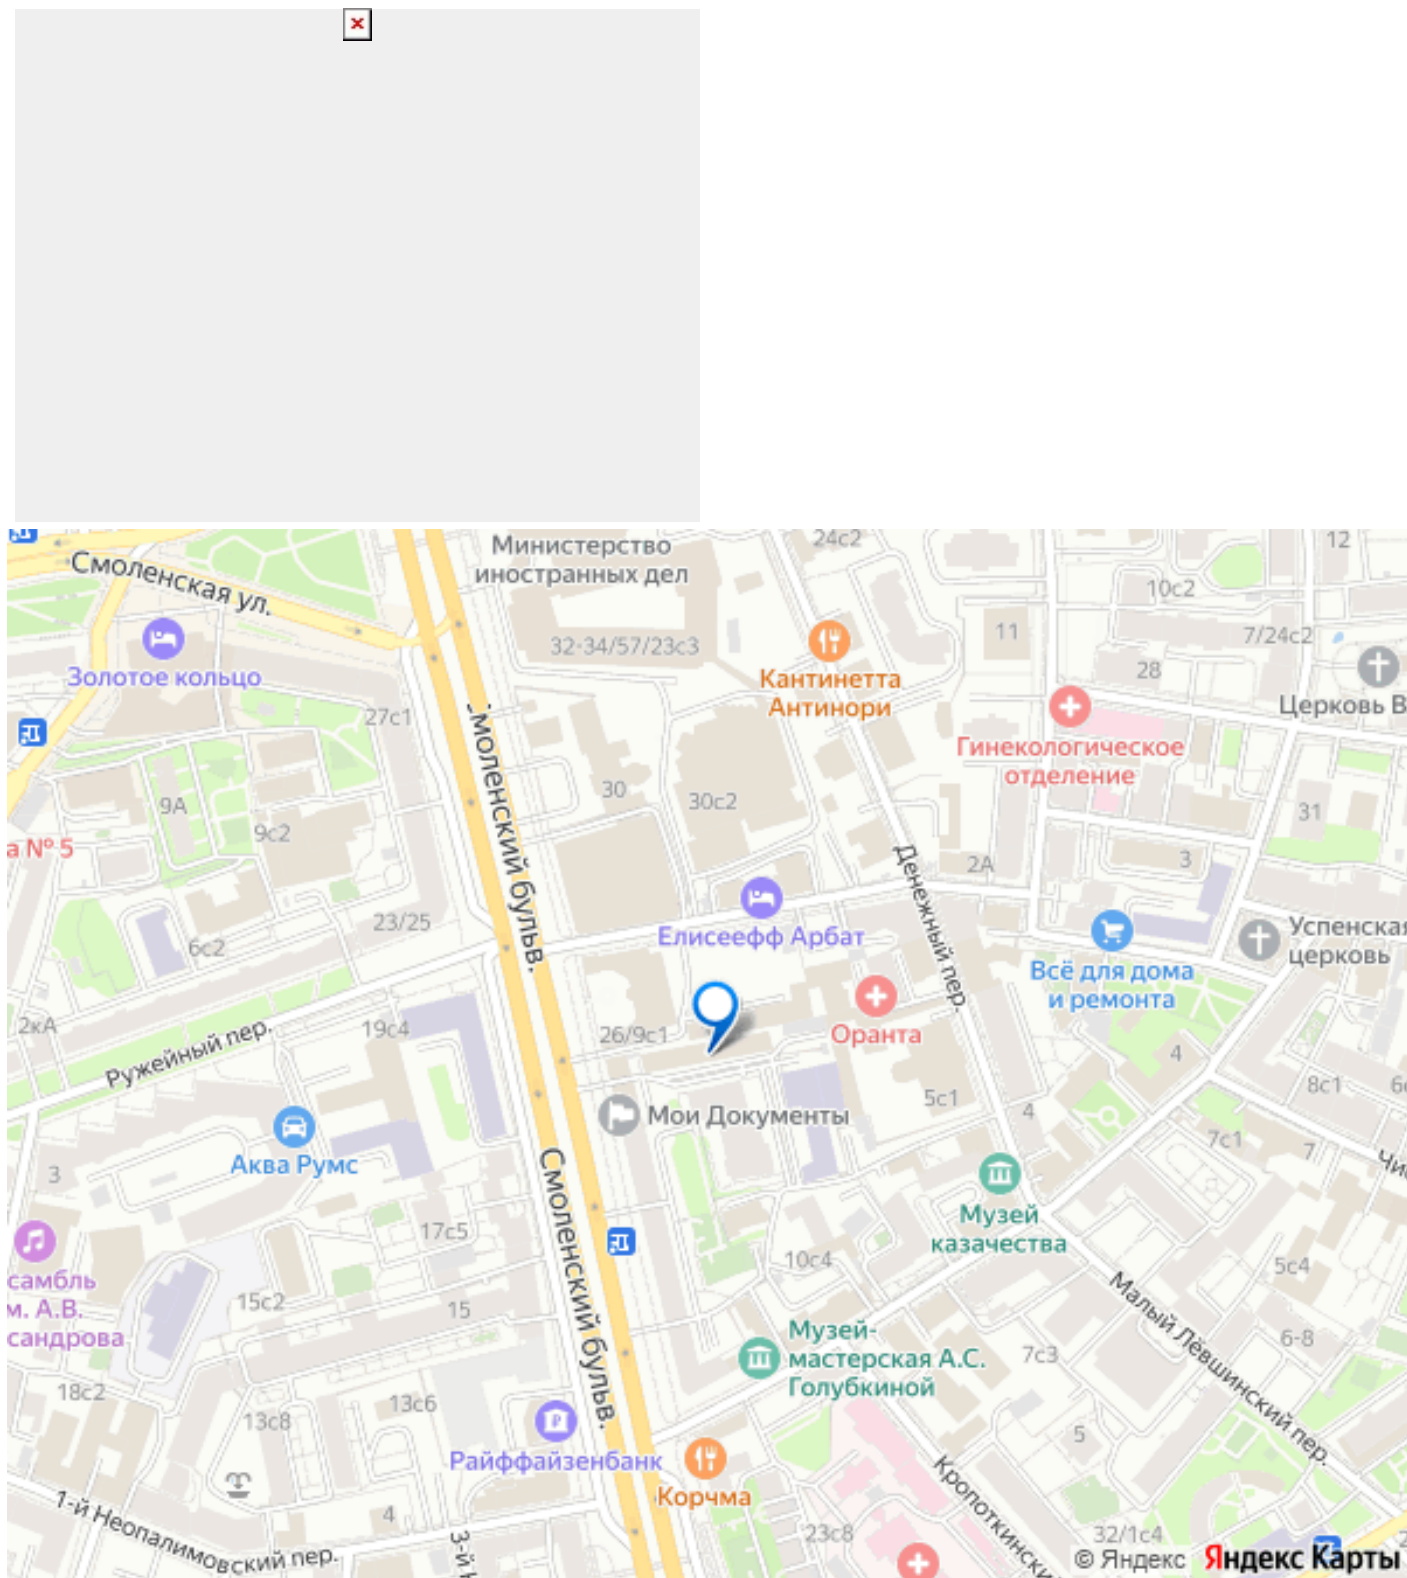 Министерство
иностранных дел
24с2
12
Смоленская ул.
10с2
32-34/57/23с3
11
7/24с2
Золотое кольцо
Кантинетта
Антинори
28
Церковь В
27с1
Гинекологическое
отделение
Смоленский бульв.
9А
30
30с2
31
9с2
а № 5
Денежный пер.
2А
3
23/25
6с2
Елисеефф Арбат
Успенская
церковь
Всё для дома
и ремонта
2кА
Ружейный пер.
19с4
26/9с1
Оранта
4
8с1
5с1
4
Мои Документы
7с1
7
Аква Румс
3
Смоленский бульв.
Музей
казачества
17с5
10с4
5с4
самбль
м. А.В.
сандрова
15с2
15
Малый Лёвшинский пер.
6-8
Музей-
мастерская А.С.
Голубкиной
7с3
18с2
13с8
13с6
5
Райффайзенбанк
Корчма
Кропоткински
1-й Неопалимовский пер.
4
3-й
23с8
32/1с4
© Яндекс Яндекс Карты